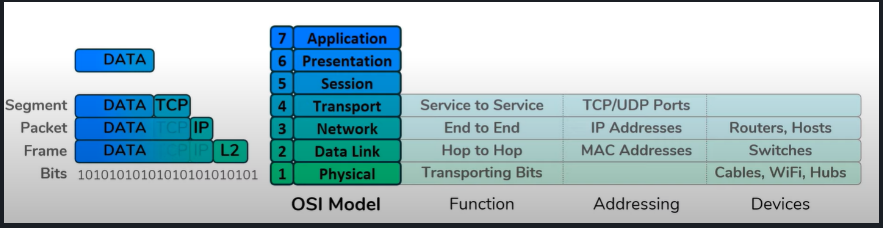 7 Application
DATA 6 Presentation
5 Session
Segment DATA TCP 4 Transport Service to Service TCP/UDP Ports
Packet DATA TCP IP 3 Network End to End IP Addresses Routers, Hosts
Frame DATA TCP IP L2 2 Data Link Hop to Hop MAC Addresses Switches
Bits 1010101010101010101010101 1 Physical Transporting Bits Cables, WiFi, Hubs
OSI Model Function Addressing Devices